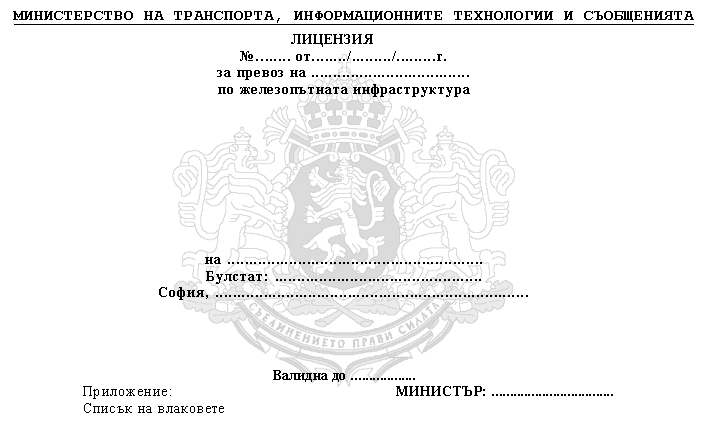 МИНИСТЕРСТВО НА ТРАНСПОРТА, ИНФОРМАЦИОННИТЕ ТЕХНОЛОГИИ И СЪОБЩЕНИЯТА
ЛИЦЕНЗИЯ
№........ от......../........./.........г.
за превоз на ....................................
по железопътната инфраструктура
на .........................................................
Булстат: ..............................................
София, .....................................................................
СЪЕДИНЕНИЕТО ПРАВИ СИЛАТА
Валидна до ..................
Приложение: МИНИСТЪР: .................................
Списък на влаковете